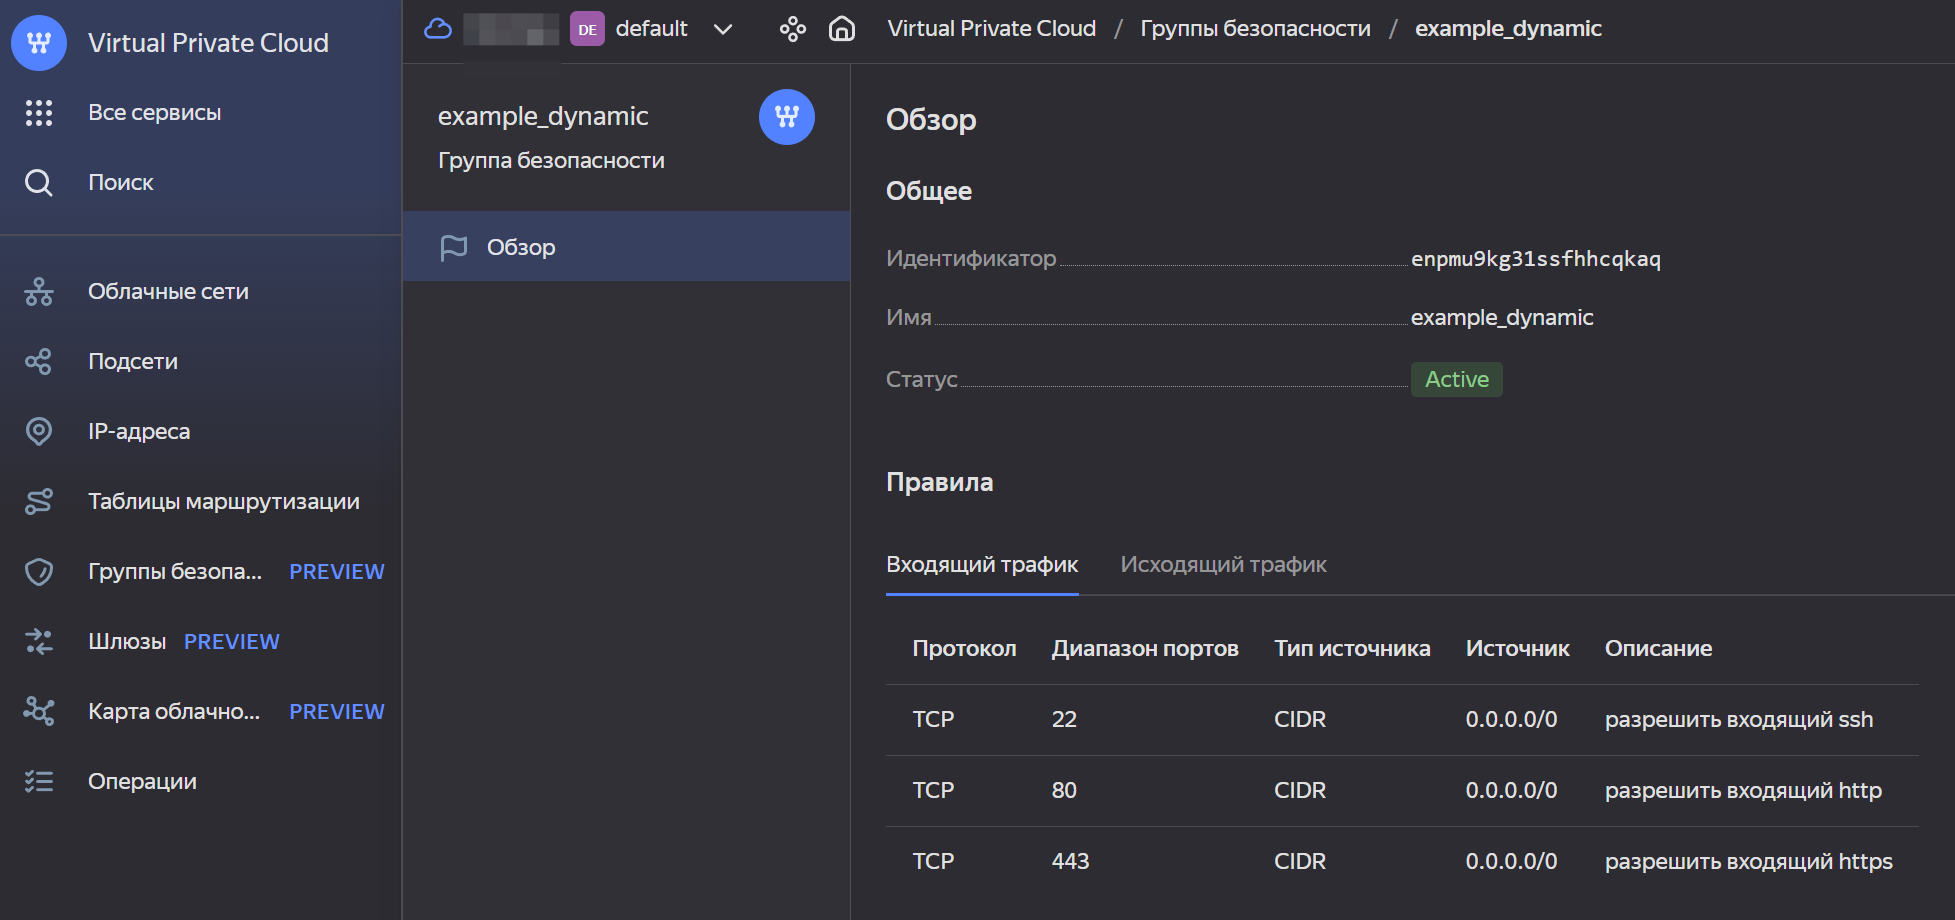 Virtual Private Cloud
Все сервисы
Поиск
Облачные сети
Подсети
IP-адреса
Таблицы маршрутизации
Группы безопа... PREVIEW
Шлюзы PREVIEW
Карта облачно... PREVIEW
Операции
DE default Virtual Private Cloud / Группы безопасности / example_dynamic
example_dynamic
Группа безопасности
Обзор
Обзор
Общее
Идентификатор enpmu9kg31ssfhhcqkaq
Имя example_dynamic
Статус Active
Правила
Входящий трафик Исходящий трафик
Протокол Диапазон портов Тип источника Источник Описание
TCP 22 CIDR 0.0.0.0/0 разрешить входящий ssh
TCP 80 CIDR 0.0.0.0/0 разрешить входящий http
TCP 443 CIDR 0.0.0.0/0 разрешить входящий https